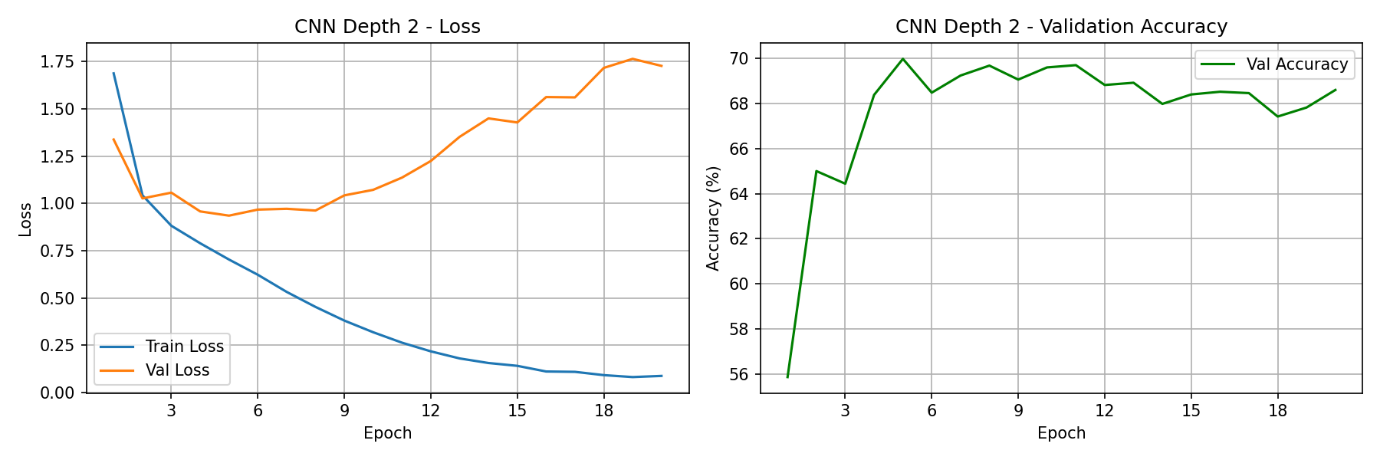 CNN Depth 2 - Loss
1.75
1.50
1.25
1.00
0.75
0.50
0.25
0.00
Loss
Train Loss
Val Loss
3 6 9 12 15 18
Epoch
CNN Depth 2 - Validation Accuracy
70
68
66
64
62
60
58
56
Accuracy (%)
Val Accuracy
3 6 9 12 15 18
Epoch